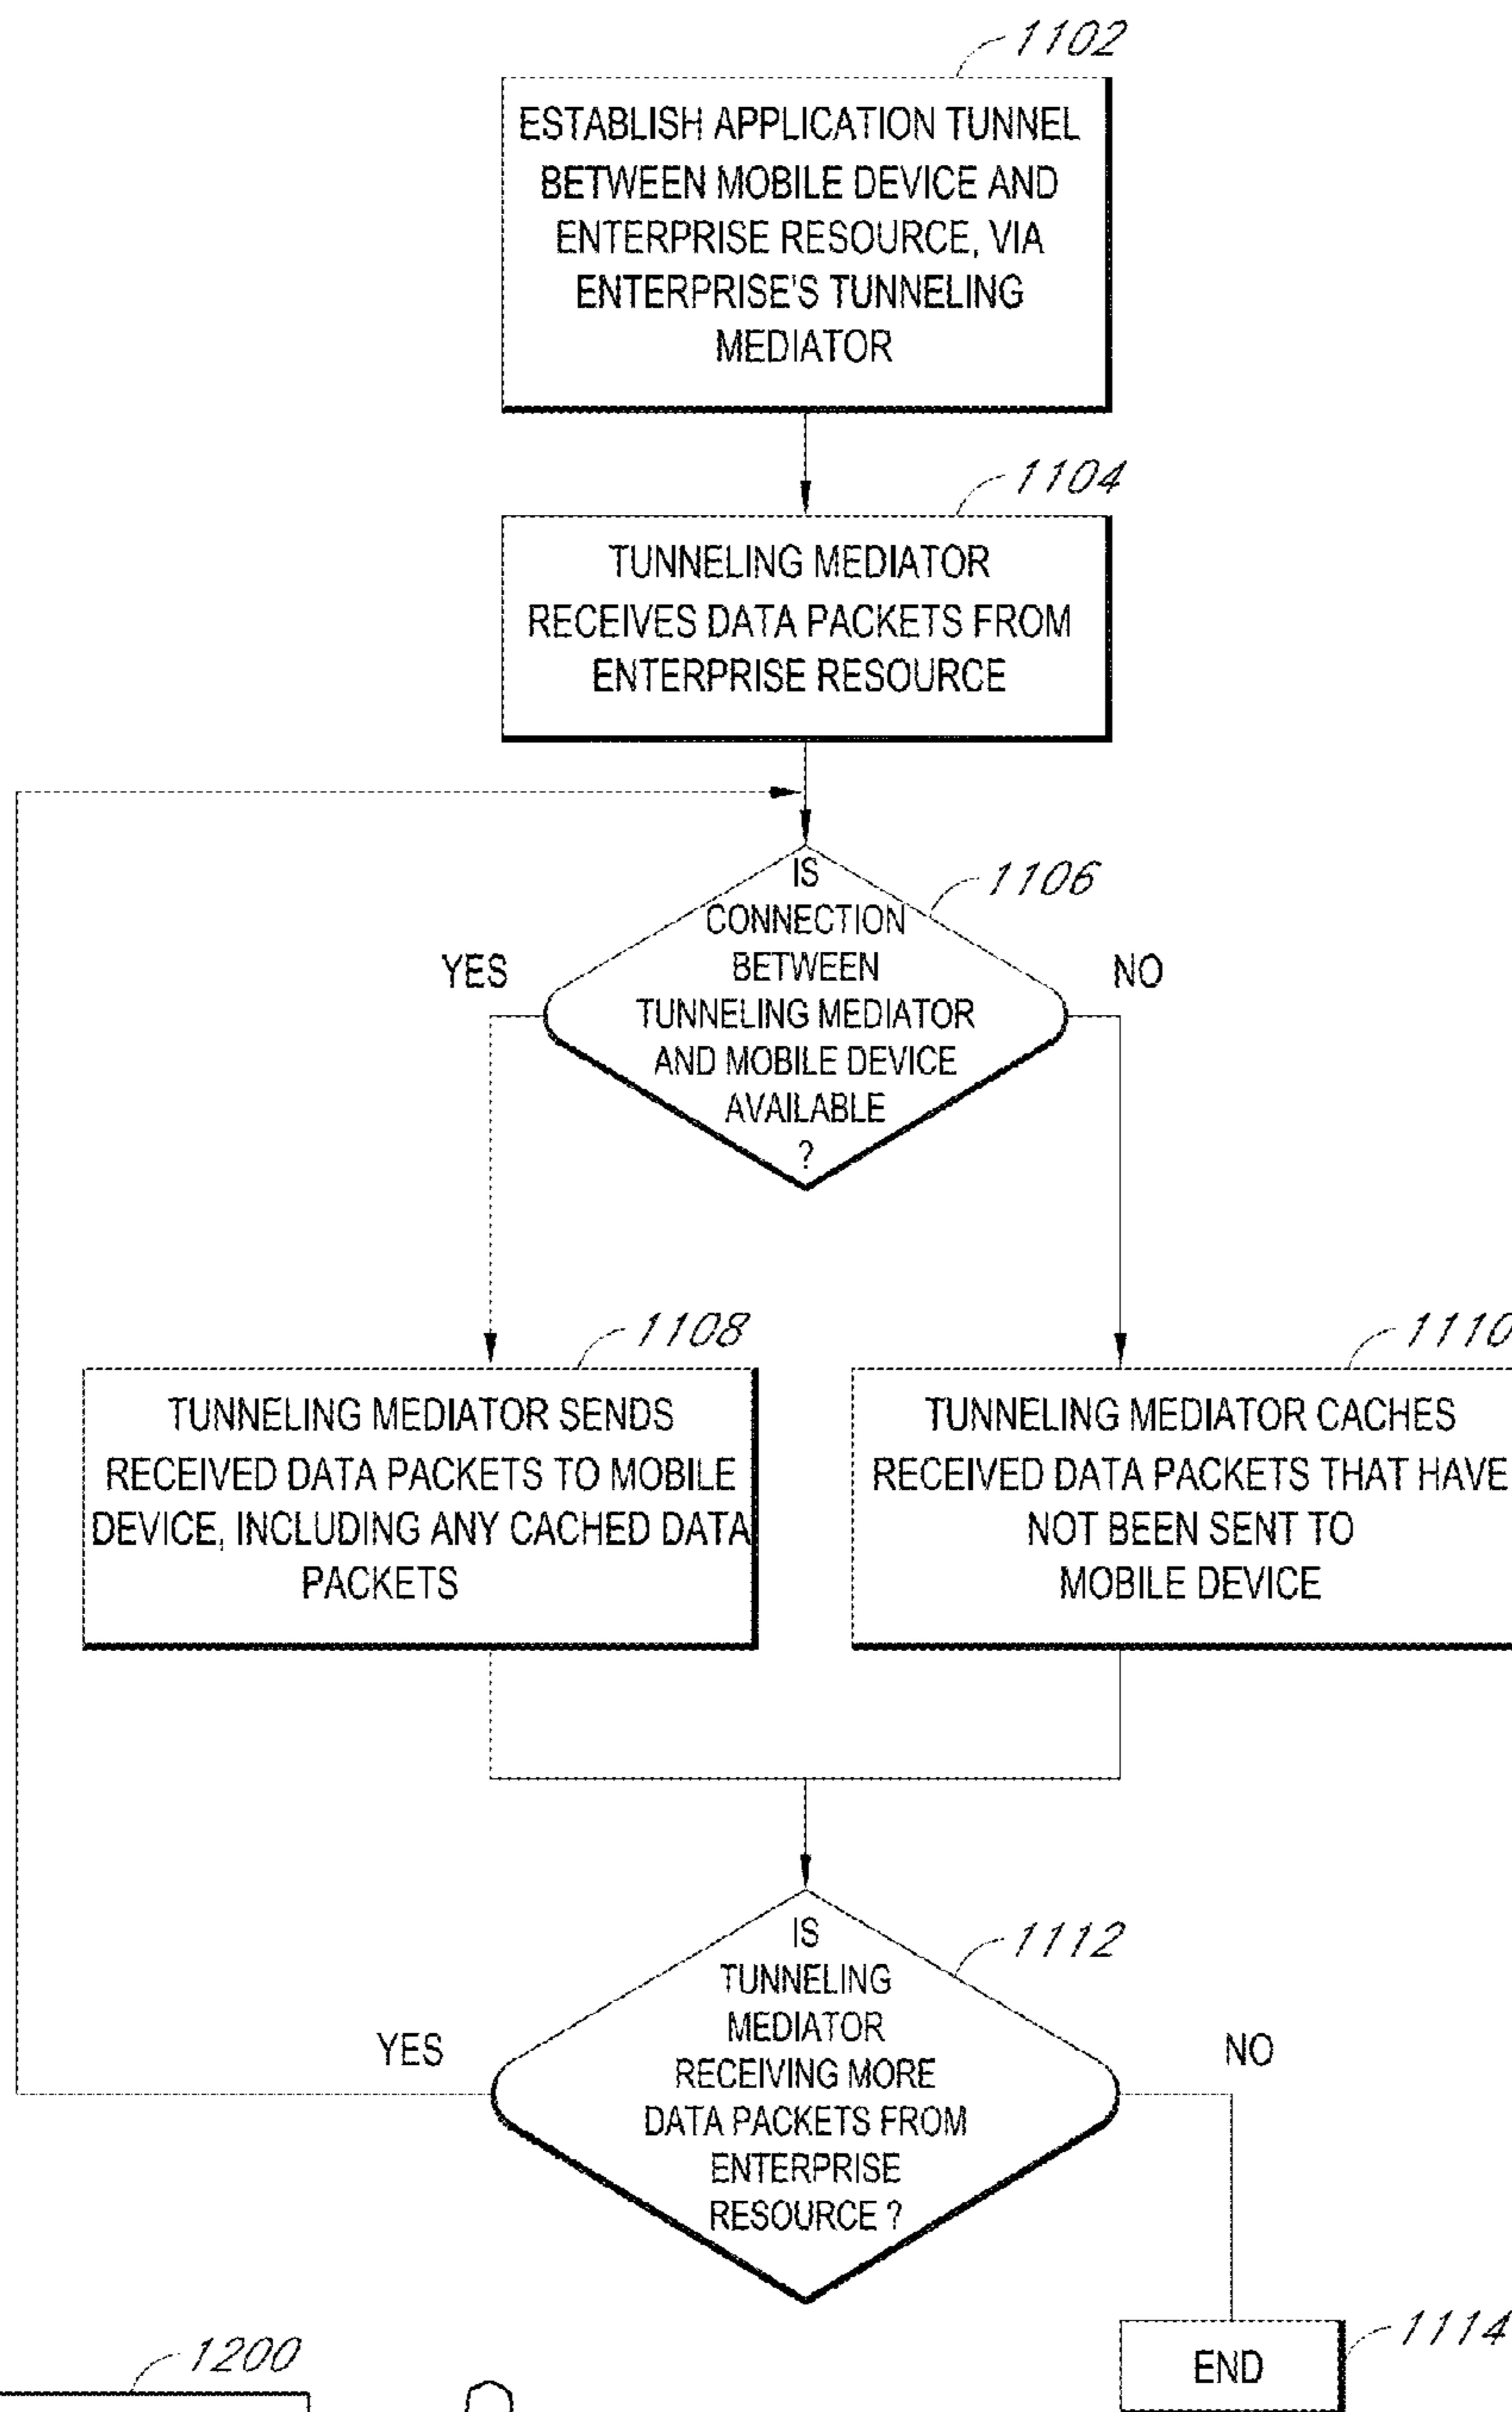 1102
ESTABLISH APPLICATION TUNNEL
BETWEEN MOBILE DEVICE AND
ENTERPRISE RESOURCE, VIA
ENTERPRISE'S TUNNELING
MEDIATOR
1104
TUNNELING MEDIATOR
RECEIVES DATA PACKETS FROM
ENTERPRISE RESOURCE
1106
IS
CONNECTION
BETWEEN
TUNNELING MEDIATOR
AND MOBILE DEVICE
AVAILABLE
?
YES
NO
1108
TUNNELING MEDIATOR SENDS
RECEIVED DATA PACKETS TO MOBILE
DEVICE, INCLUDING ANY CACHED DATA
PACKETS
1110
TUNNELING MEDIATOR CACHES
RECEIVED DATA PACKETS THAT HAVE
NOT BEEN SENT TO
MOBILE DEVICE
1112
IS
TUNNELING
MEDIATOR
RECEIVING MORE
DATA PACKETS FROM
ENTERPRISE
RESOURCE ?
YES
NO
1114
END
1200